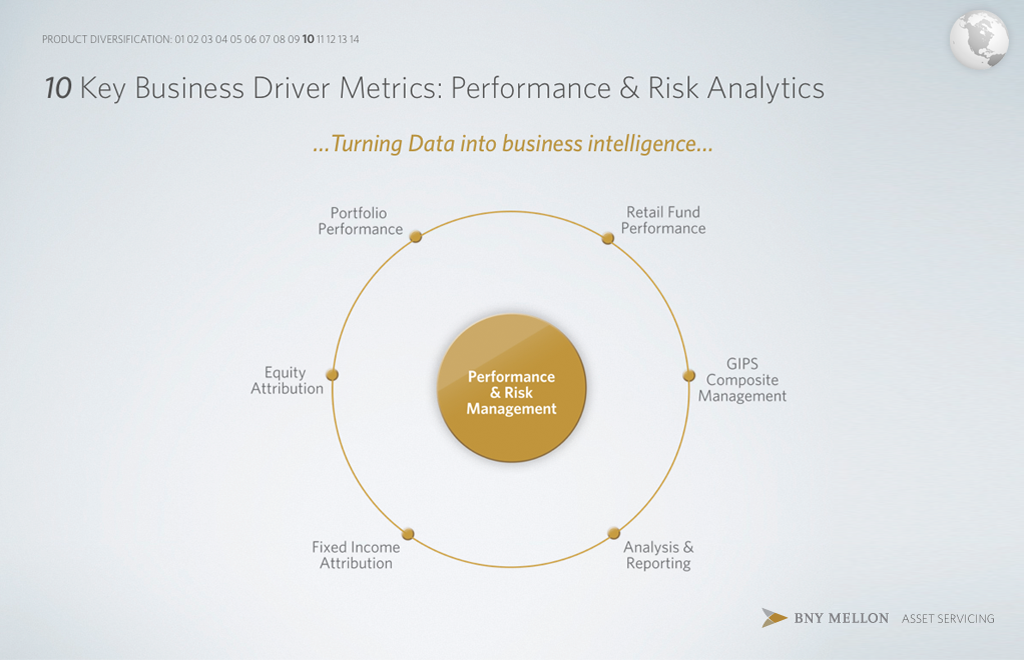 PRODUCT DIVERSIFICATION: 01 02 03 04 05 06 07 08 09 10 11 12 13 14
10 Key Business Driver Metrics: Performance & Risk Analytics
...Turning Data into business intelligence...
Portfolio
Performance
Retail Fund
Performance
Equity
Attribution
Performance
& Risk
Management
GIPS
Composite
Management
Fixed Income
Attribution
Analysis &
Reporting
BNY MELLON ASSET SERVICING